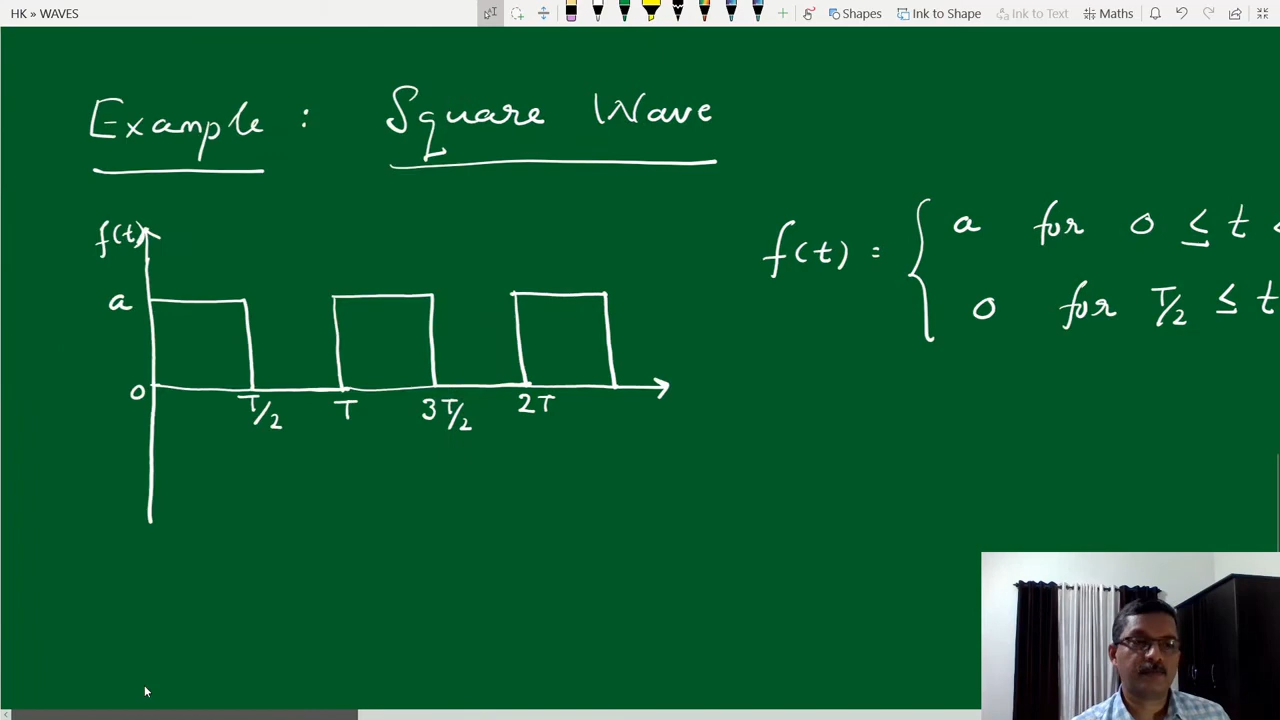 HK » WAVES
Shapes Ink to Shape Ink to Text Maths
Example : Square Wave
f(t)
a
0
T/2 T 3T/2 2T
f(t) = { a for 0 ≤ t <
0 for T/2 ≤ t